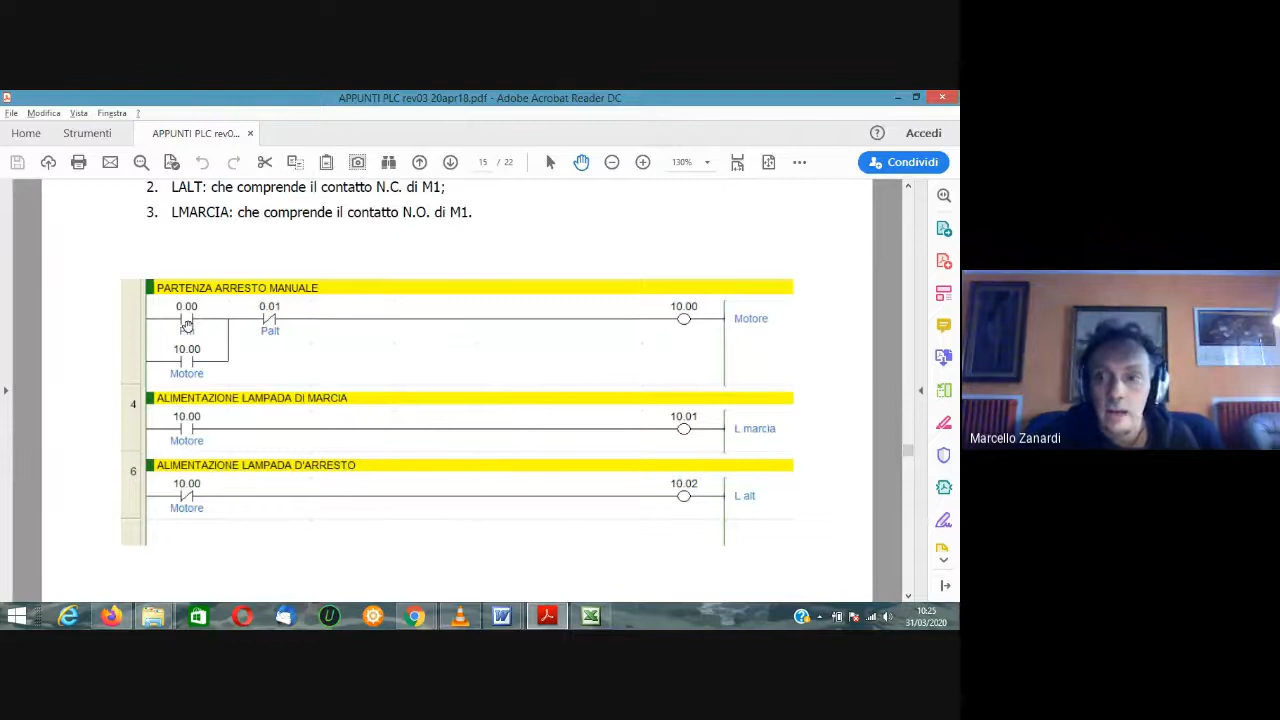 APPUNTI PLC rev03 20apr18.pdf - Adobe Acrobat Reader DC
File Modifica Vista Finestra ?
Home Strumenti APPUNTI PLC rev0... × Accedi
15 / 22 130% Condividi
2. LALT: che comprende il contatto N.C. di M1;
3. LMARCIA: che comprende il contatto N.O. di M1.
PARTENZA ARRESTO MANUALE
0.00 0.01 10.00
Motore
Palt
10.00
Motore
ALIMENTAZIONE LAMPADA DI MARCIA
4
10.00 10.01
L marcia
Motore
ALIMENTAZIONE LAMPADA D'ARRESTO
6
10.00 10.02
L alt
Motore
Marcello Zanardi
10:25
31/03/2020